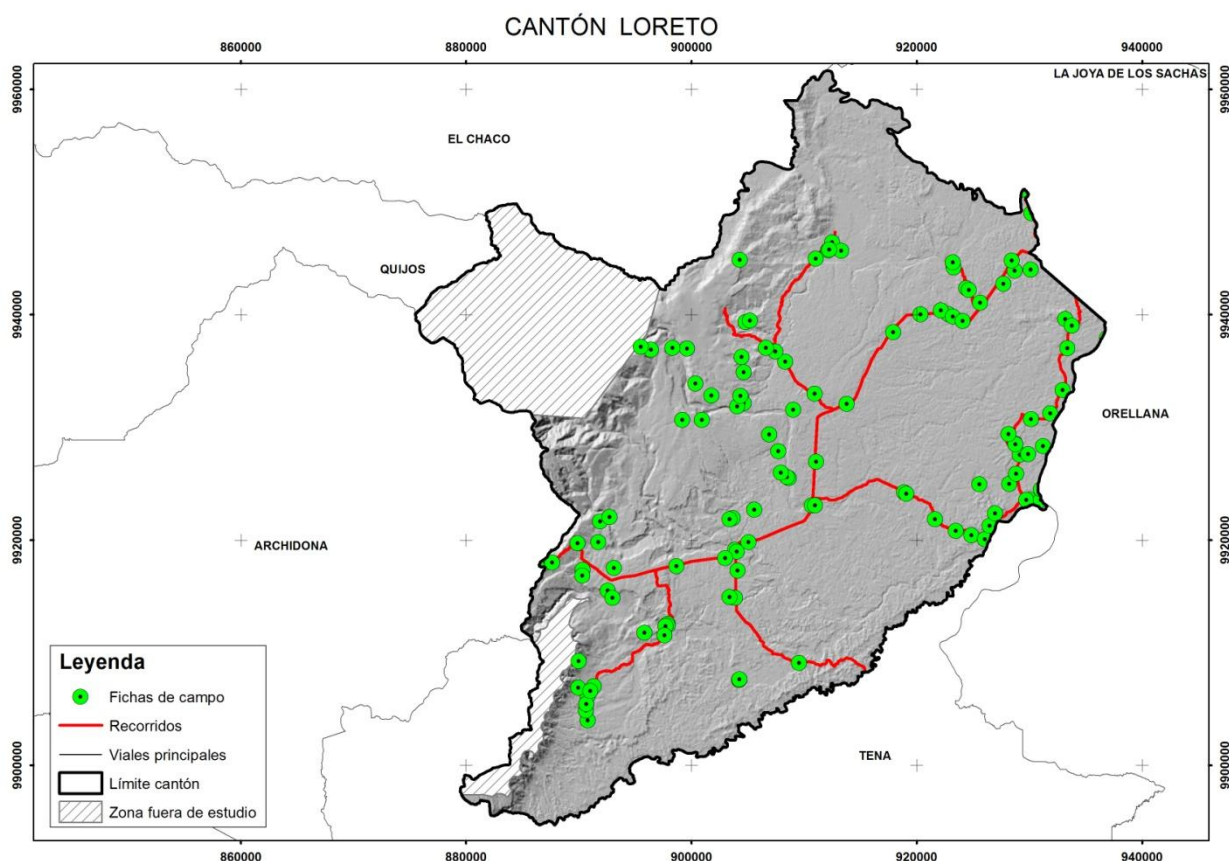 CANTÓN LORETO
860000 880000 900000 920000 940000
LA JOYA DE LOS SACHAS
9960000 9960000
EL CHACO
QUIJOS
9940000 9940000
ORELLANA
ARCHIDONA
9920000 9920000
TENA
9900000 9900000
Leyenda
Fichas de campo
Recorridos
Viales principales
Límite cantón
Zona fuera de estudio
860000 880000 900000 920000 940000